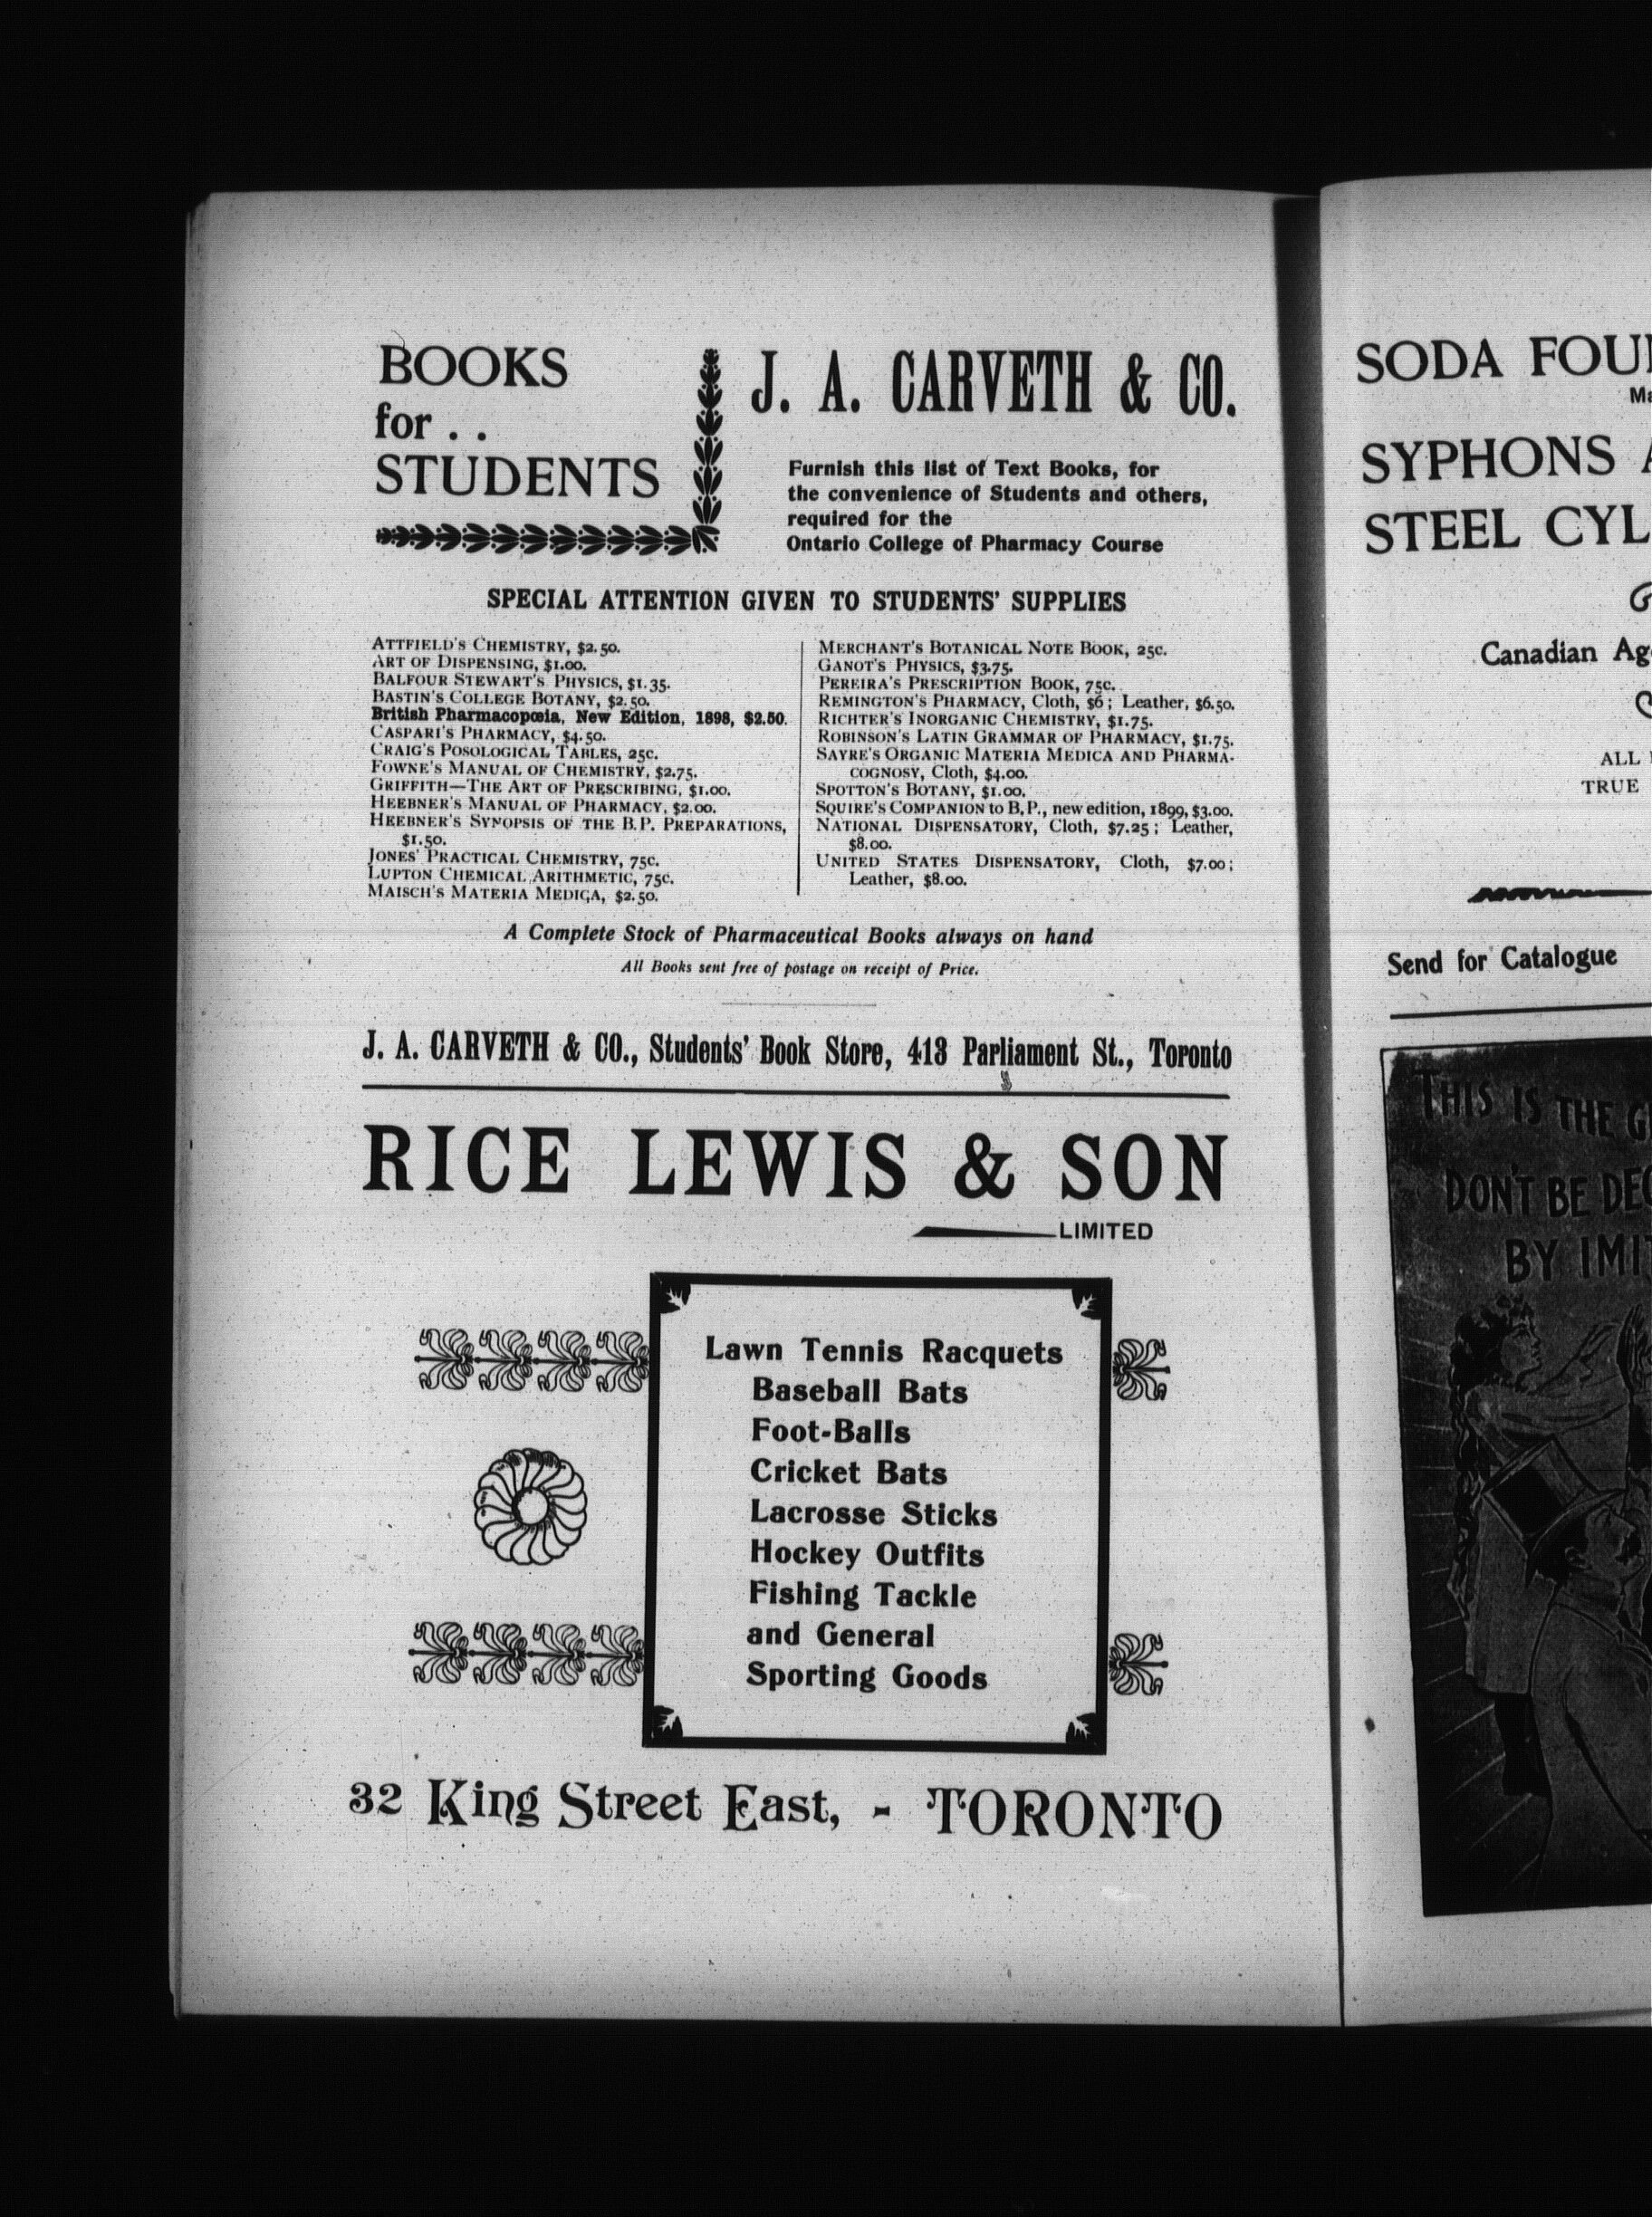 BOOKS
for . .
STUDENTS
J. A. CARVETH & CO.
Furnish this list of Text Books, for
the convenience of Students and others,
required for the
Ontario College of Pharmacy Course
SPECIAL ATTENTION GIVEN TO STUDENTS' SUPPLIES
ATTFIELD'S CHEMISTRY, $2.50.
ART OF DISPENSING, $1.00.
BALFOUR STEWART'S PHYSICS, $1.35.
BASTIN'S COLLEGE BOTANY, $2.50.
British Pharmacopœia, New Edition, 1898, $2.50.
CASPARI'S PHARMACY, $4.50.
CRAIG'S POSOLOGICAL TABLES, 25C.
FOWNE'S MANUAL OF CHEMISTRY, $2.75.
GRIFFITH—THE ART OF PRESCRIBING, $1.00.
HEEBNER'S MANUAL OF PHARMACY, $2.00.
HEEBNER'S SYNOPSIS OF THE B.P. PREPARATIONS,
$1.50.
JONES' PRACTICAL CHEMISTRY, 75C.
LUPTON CHEMICAL ARITHMETIC, 75C.
MAISCH'S MATERIA MEDICA, $2.50.
MERCHANT'S BOTANICAL NOTE BOOK, 25C.
GANOT'S PHYSICS, $3.75.
PEREIRA'S PRESCRIPTION BOOK, 75C.
REMINGTON'S PHARMACY, Cloth, $6; Leather, $6.50.
RICHTER'S INORGANIC CHEMISTRY, $1.75.
ROBINSON'S LATIN GRAMMAR OF PHARMACY, $1.75.
SAYRE'S ORGANIC MATERIA MEDICA AND PHARMA-
COGNOSY, Cloth, $4.00.
SPOTTON'S BOTANY, $1.00.
SQUIRE'S COMPANION to B.P., new edition, 1899, $3.00.
NATIONAL DISPENSATORY, Cloth, $7.25; Leather,
$8.00.
UNITED STATES DISPENSATORY, Cloth, $7.00;
Leather, $8.00.
A Complete Stock of Pharmaceutical Books always on hand
All Books sent free of postage on receipt of Price.
J. A. CARVETH & CO., Students' Book Store, 413 Parliament St., Toronto
RICE LEWIS & SON
LIMITED
Lawn Tennis Racquets
Baseball Bats
Foot-Balls
Cricket Bats
Lacrosse Sticks
Hockey Outfits
Fishing Tackle
and General
Sporting Goods
32 King Street East, - TORONTO
SODA
SYPHONS
STEEL
Canadian
ALL
TRUE
Send for Catalogue
THIS IS THE
DON'T BE
BY